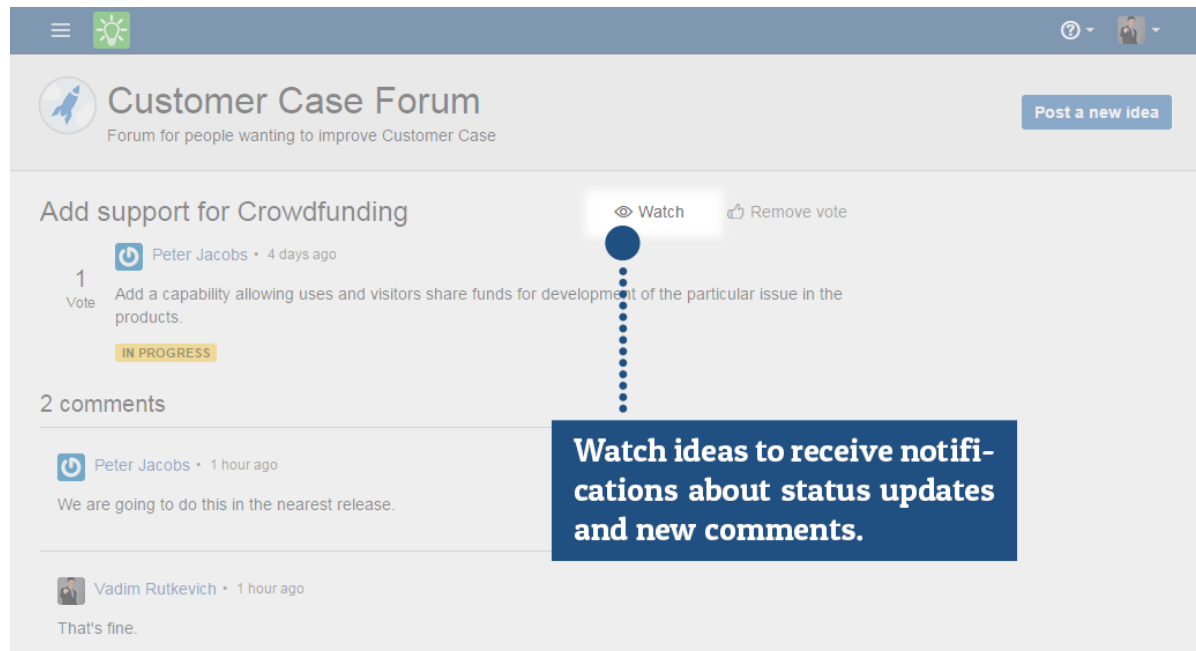 Customer Case Forum
Forum for people wanting to improve Customer Case
Post a new idea
Add support for Crowdfunding
Watch
Remove vote
Peter Jacobs • 4 days ago
1
Vote
Add a capability allowing uses and visitors share funds for development of the particular issue in the
products.
IN PROGRESS
2 comments
Peter Jacobs • 1 hour ago
We are going to do this in the nearest release.
Watch ideas to receive notifi-
cations about status updates
and new comments.
Vadim Rutkevich • 1 hour ago
That's fine.